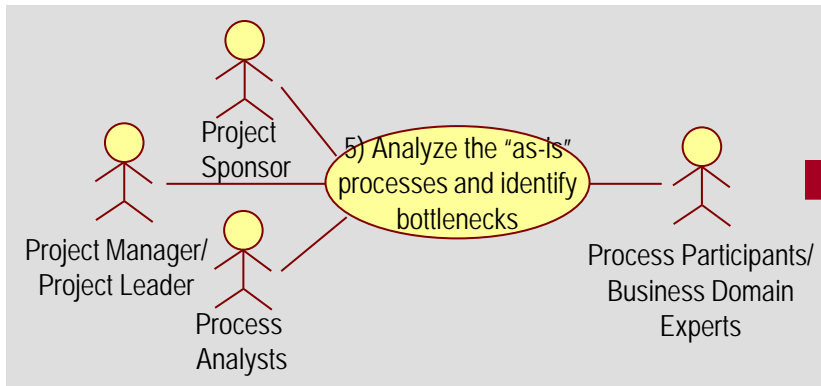 Project
Sponsor
5) Analyze the “as-Is”
processes and identify
bottlenecks
Project Manager/
Project Leader
Process
Analysts
Process Participants/
Business Domain
Experts